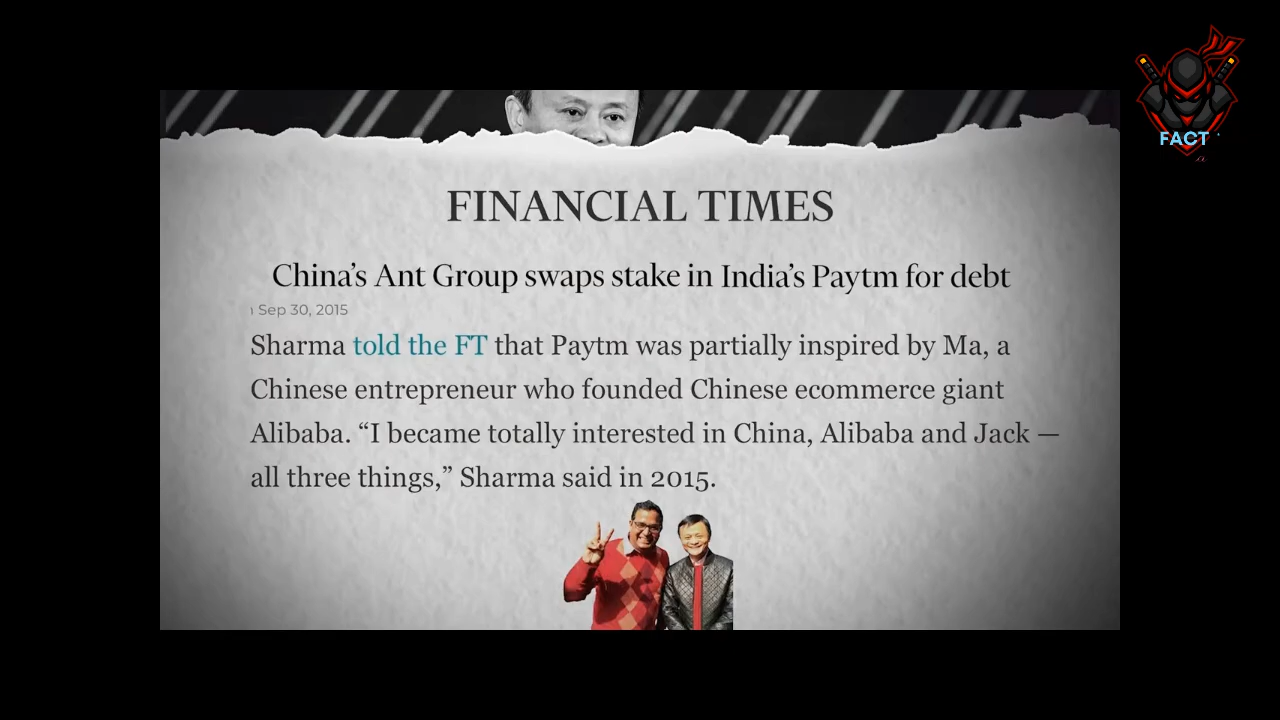 FACT
FINANCIAL TIMES
China’s Ant Group swaps stake in India’s Paytm for debt
Sep 30, 2015
Sharma told the FT that Paytm was partially inspired by Ma, a
Chinese entrepreneur who founded Chinese ecommerce giant
Alibaba. “I became totally interested in China, Alibaba and Jack —
all three things,” Sharma said in 2015.